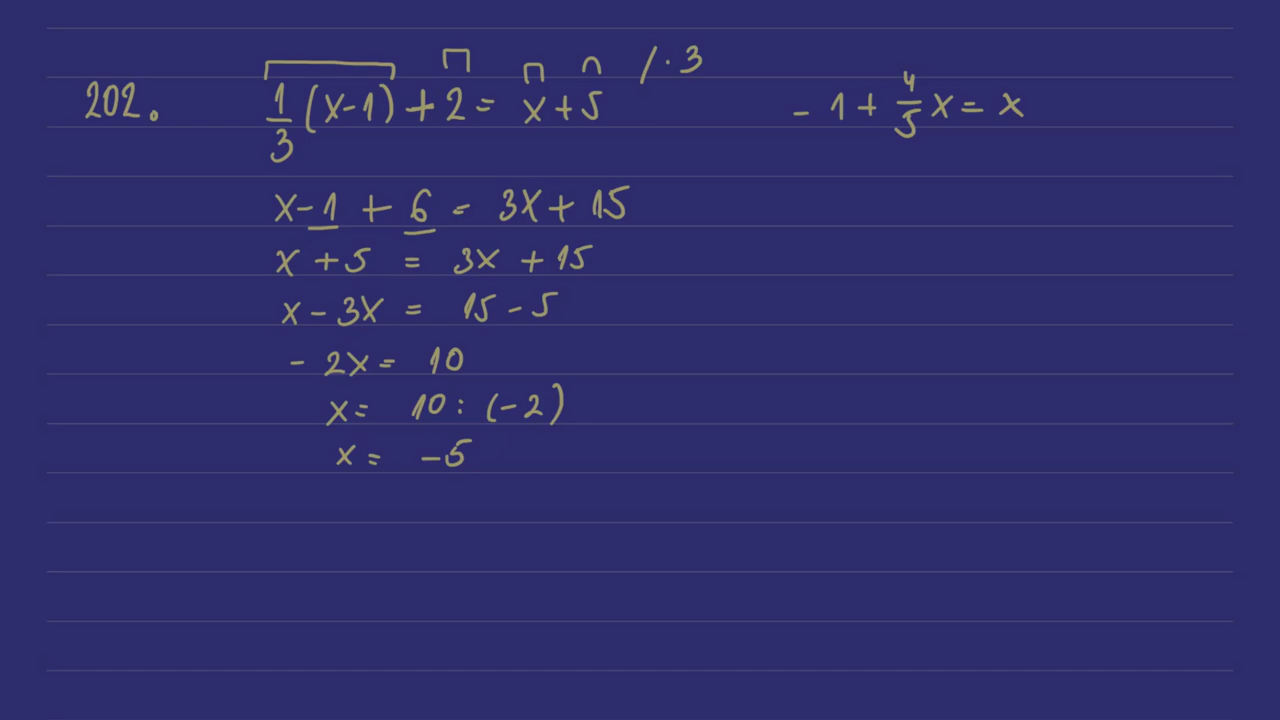 202. 1/3 (x-1) + 2 = x + 5 / · 3
x - 1 + 6 = 3x + 15
x + 5 = 3x + 15
x - 3x = 15 - 5
- 2x = 10
x = 10 : (-2)
x = -5
- 1 + 4/5 x = x